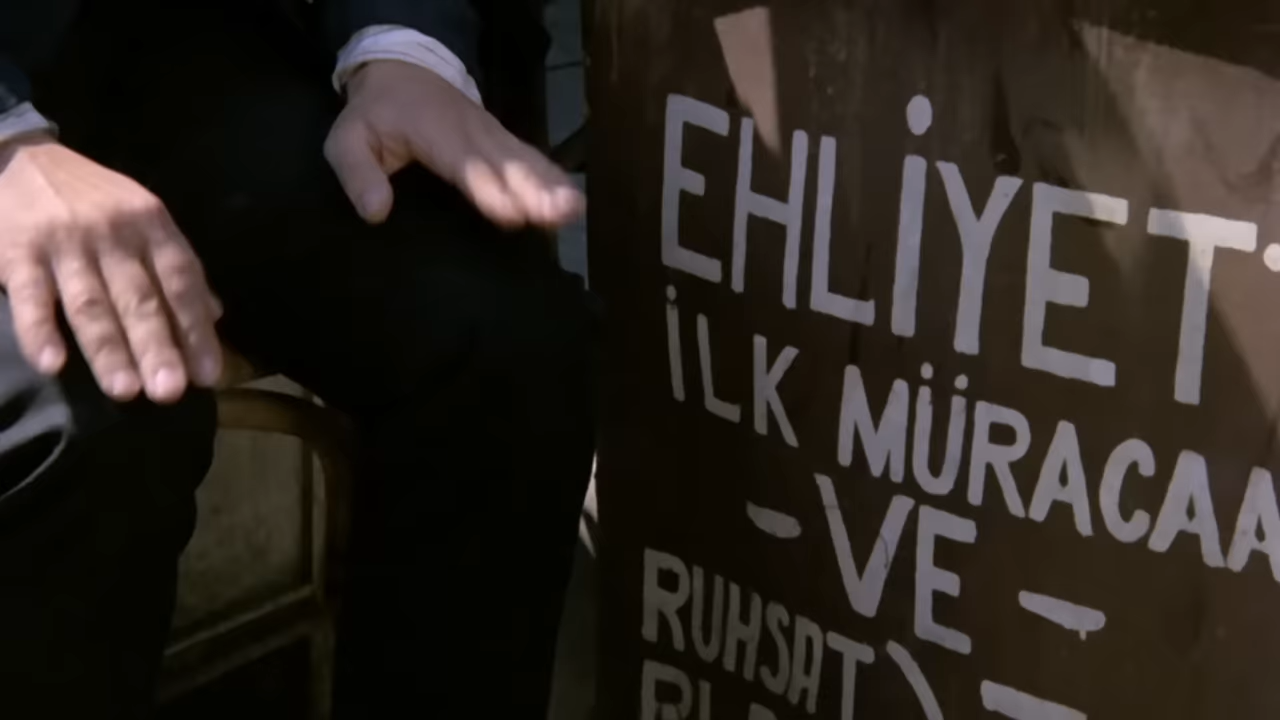 EHLİYET
İLK MÜRACAA
- VE -
RUHSAT